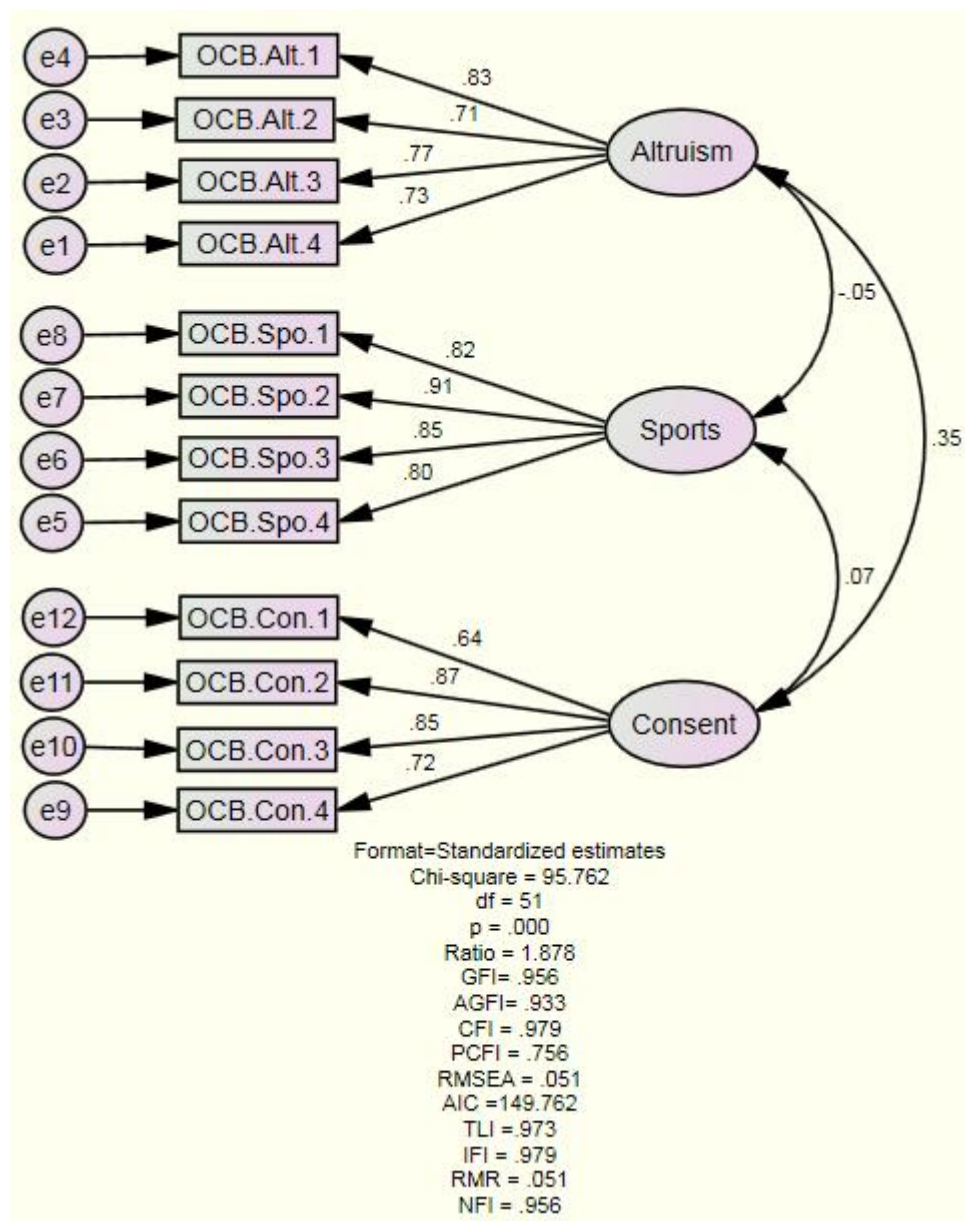 e4 OCB.Alt.1
.83
e3 OCB.Alt.2
.71
Altruism
e2 OCB.Alt.3
.77
e1 OCB.Alt.4
.73
-.05
e8 OCB.Spo.1
.82
e7 OCB.Spo.2
.91
Sports
.35
e6 OCB.Spo.3
.85
e5 OCB.Spo.4
.80
.07
e12 OCB.Con.1
.64
e11 OCB.Con.2
.87
Consent
e10 OCB.Con.3
.85
e9 OCB.Con.4
.72
Format=Standardized estimates
Chi-square = 95.762
df = 51
p = .000
Ratio = 1.878
GFI= .956
AGFI= .933
CFI = .979
PCFI = .756
RMSEA = .051
AIC =149.762
TLI =.973
IFI = .979
RMR = .051
NFI = .956